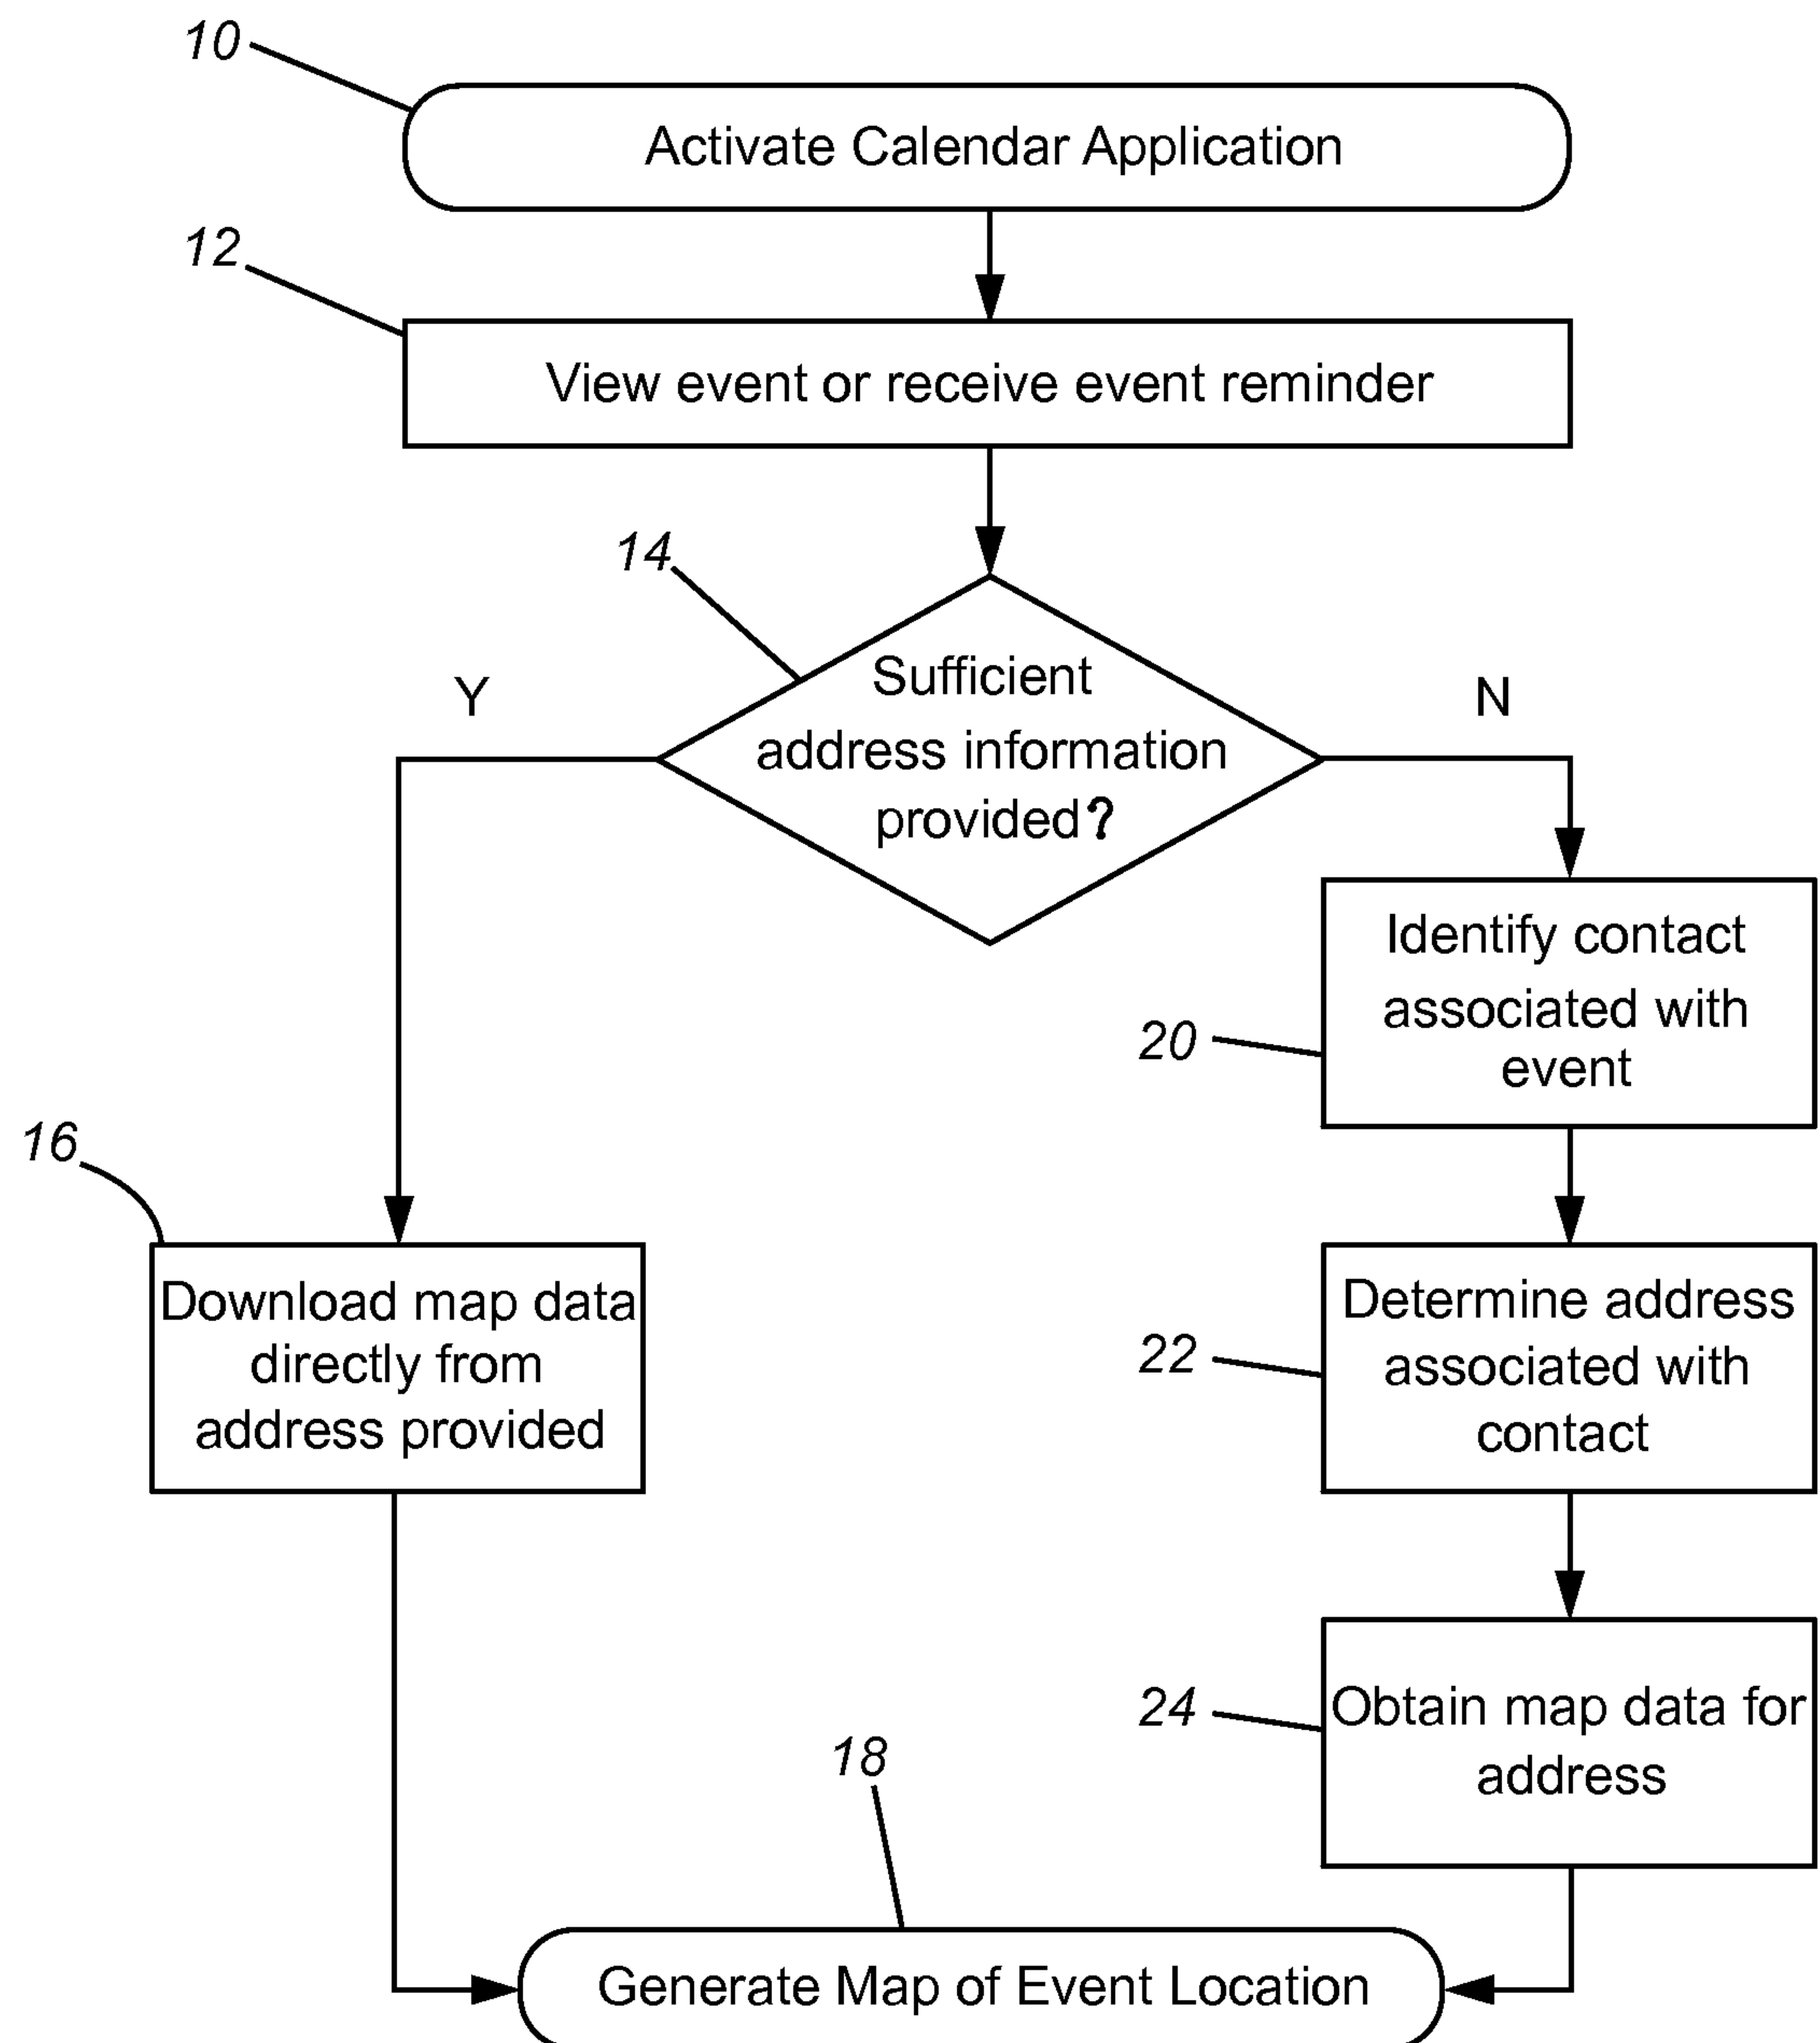 10
Activate Calendar Application
12
View event or receive event reminder
14
Sufficient
address information
provided?
Y
N
Identify contact
associated with
event
20
16
Download map data
directly from
address provided
Determine address
associated with
contact
22
24
Obtain map data for
address
18
Generate Map of Event Location